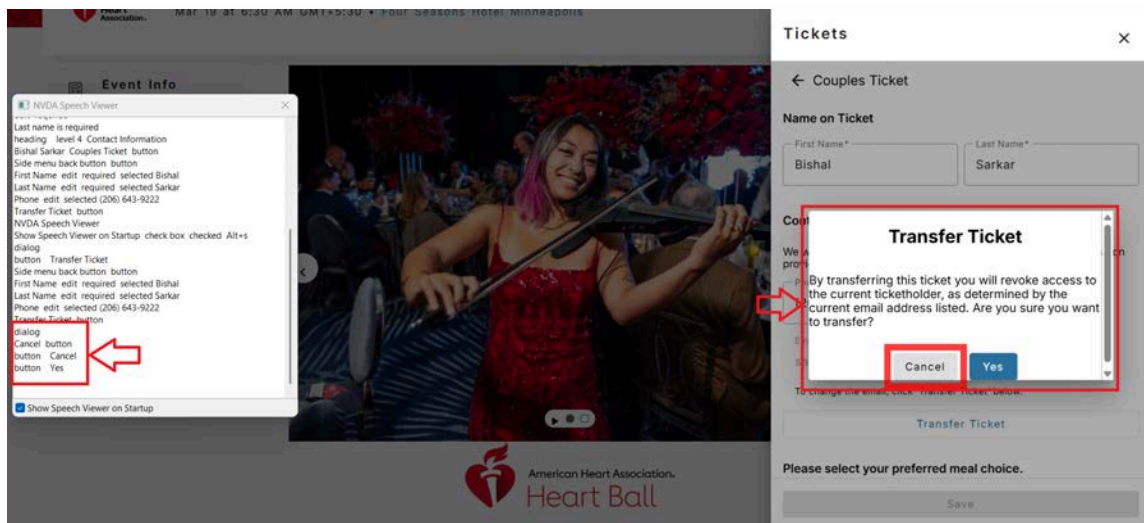 Heart
Association.
Mar 19 at 6:30 AM GMT+5:30 • Four Seasons Hotel Minneapolis
Event Info
NVDA Speech Viewer
Last name is required
heading level 4 Contact Information
Bishal Sarkar Couples Ticket button
Side menu back button button
First Name edit required selected Bishal
Last Name edit required selected Sarkar
Phone edit selected (206) 643-9222
Transfer Ticket button
NVDA Speech Viewer
Show Speech Viewer on Startup check box checked Alt+s
dialog
button Transfer Ticket
Side menu back button button
First Name edit required selected Bishal
Last Name edit required selected Sarkar
Phone edit selected (206) 643-9222
Transfer Ticket button
dialog
Cancel button
button Cancel
button Yes
Show Speech Viewer on Startup
American Heart Association.
Heart Ball
Tickets
Couples Ticket
Name on Ticket
First Name*
Bishal
Last Name*
Sarkar
Transfer Ticket
By transferring this ticket you will revoke access to
the current ticketholder, as determined by the
current email address listed. Are you sure you want
to transfer?
Cancel
Yes
To change the email, click "Transfer Ticket" below.
Transfer Ticket
Please select your preferred meal choice.
Save